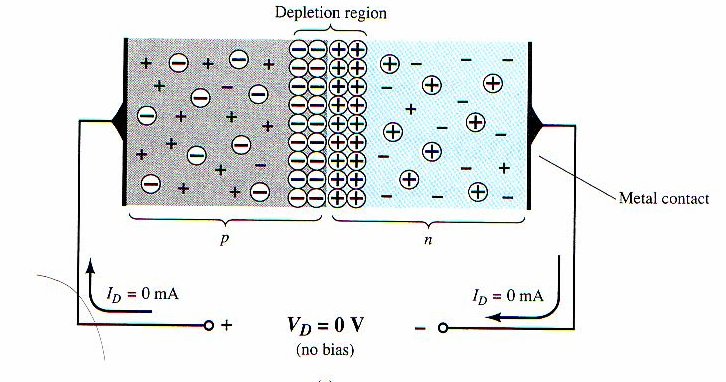 Depletion region
Metal contact
p
n
I_D = 0 mA
V_D = 0 V
(no bias)
I_D = 0 mA
+
−